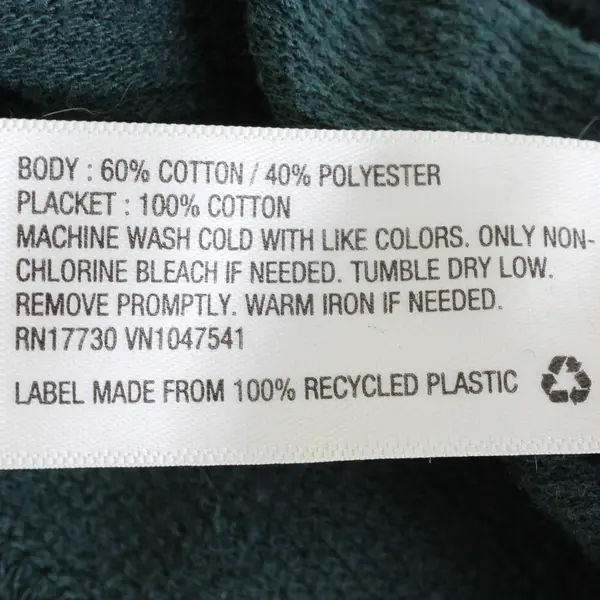 BODY : 60% COTTON / 40% POLYESTER
PLACKET : 100% COTTON
MACHINE WASH COLD WITH LIKE COLORS. ONLY NON-
CHLORINE BLEACH IF NEEDED. TUMBLE DRY LOW.
REMOVE PROMPTLY. WARM IRON IF NEEDED.
RN17730 VN1047541
LABEL MADE FROM 100% RECYCLED PLASTIC